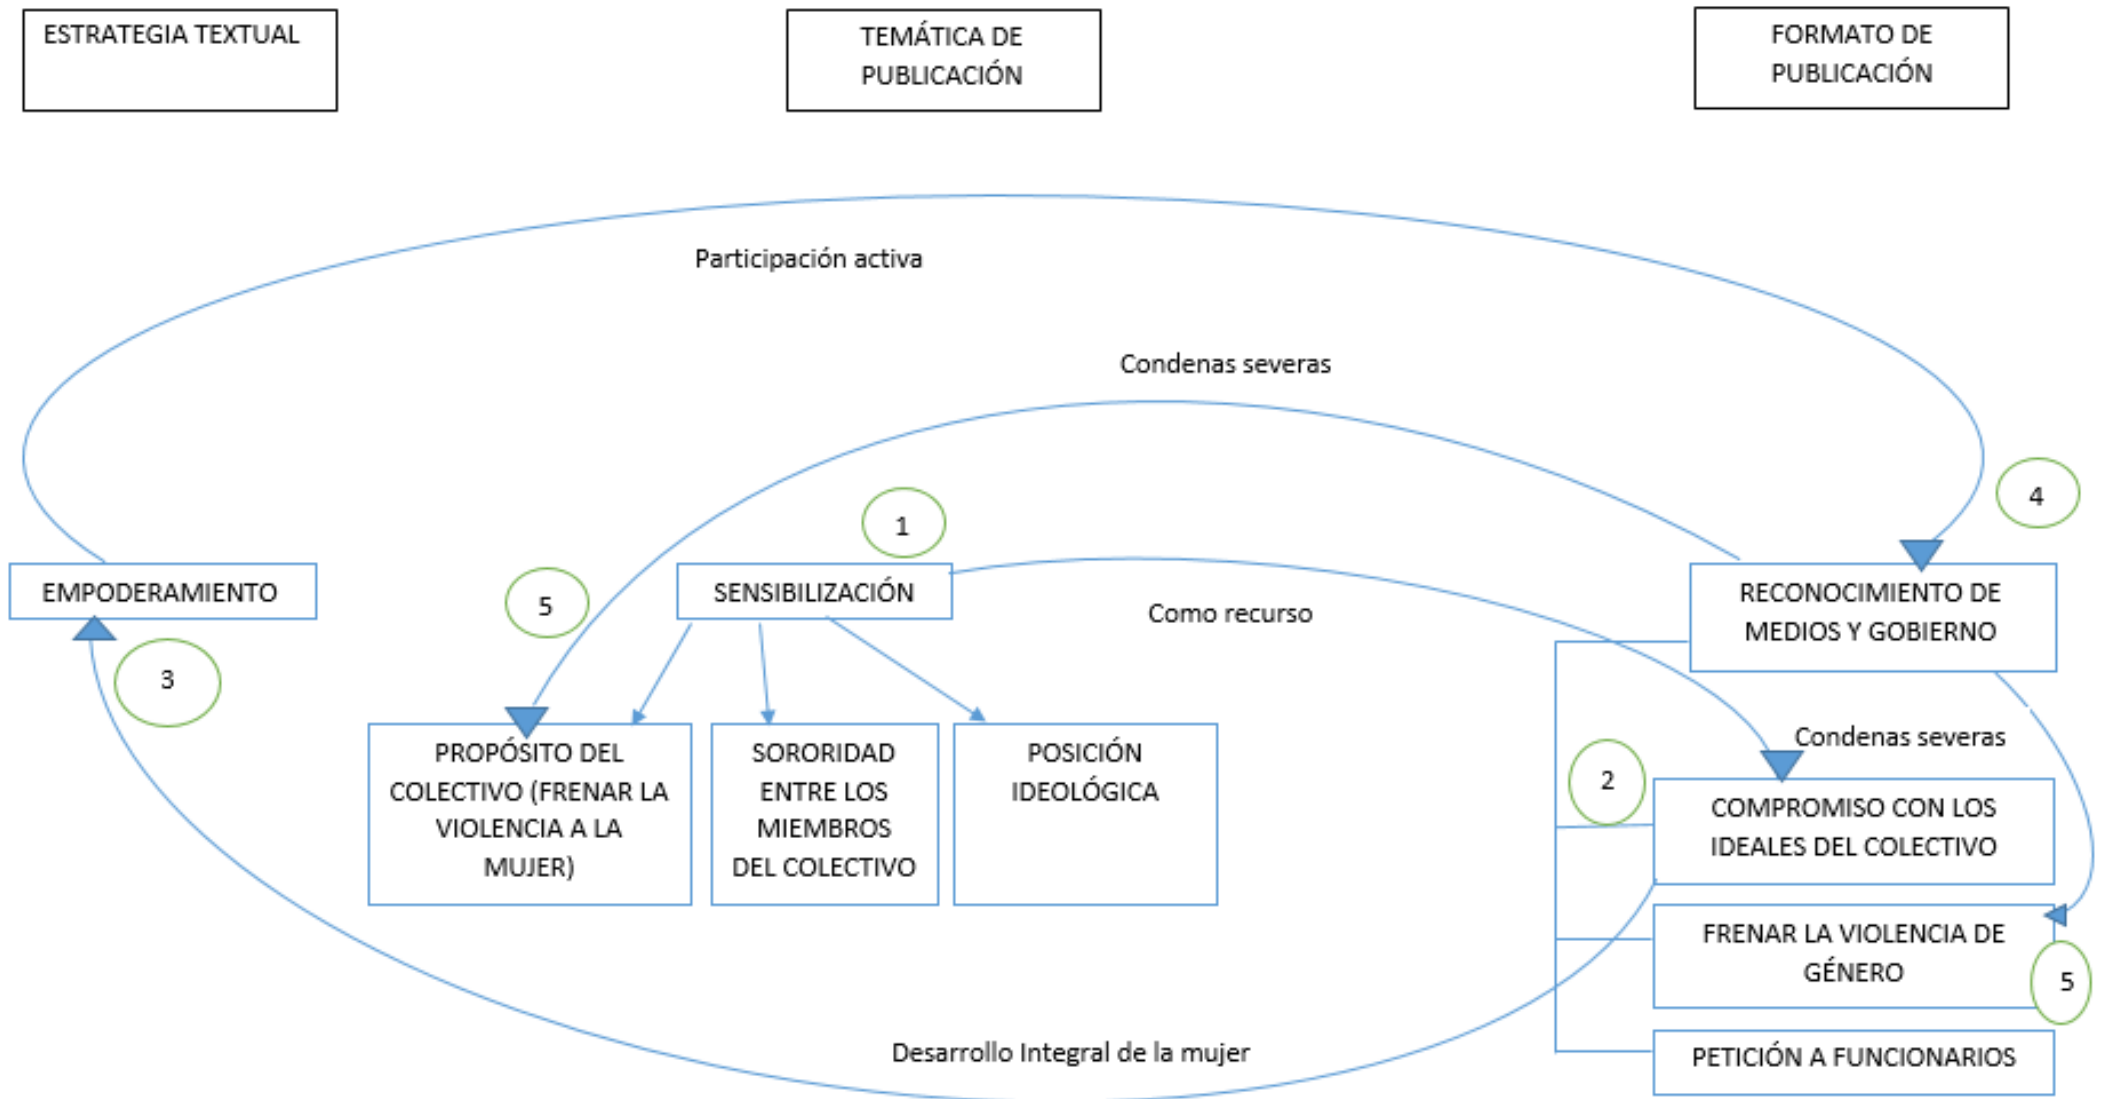 ESTRATEGIA TEXTUAL
TEMÁTICA DE
PUBLICACIÓN
FORMATO DE
PUBLICACIÓN
Participación activa
Condenas severas
4
1
5
EMPODERAMIENTO
SENSIBILIZACIÓN
Como recurso
RECONOCIMIENTO DE
MEDIOS Y GOBIERNO
3
PROPÓSITO DEL
COLECTIVO (FRENAR LA
VIOLENCIA A LA
MUJER)
SORORIDAD
ENTRE LOS
MIEMBROS
DEL COLECTIVO
POSICIÓN
IDEOLÓGICA
Condenas severas
2
COMPROMISO CON LOS
IDEALES DEL COLECTIVO
FRENAR LA VIOLENCIA DE
GÉNERO
5
Desarrollo Integral de la mujer
PETICIÓN A FUNCIONARIOS